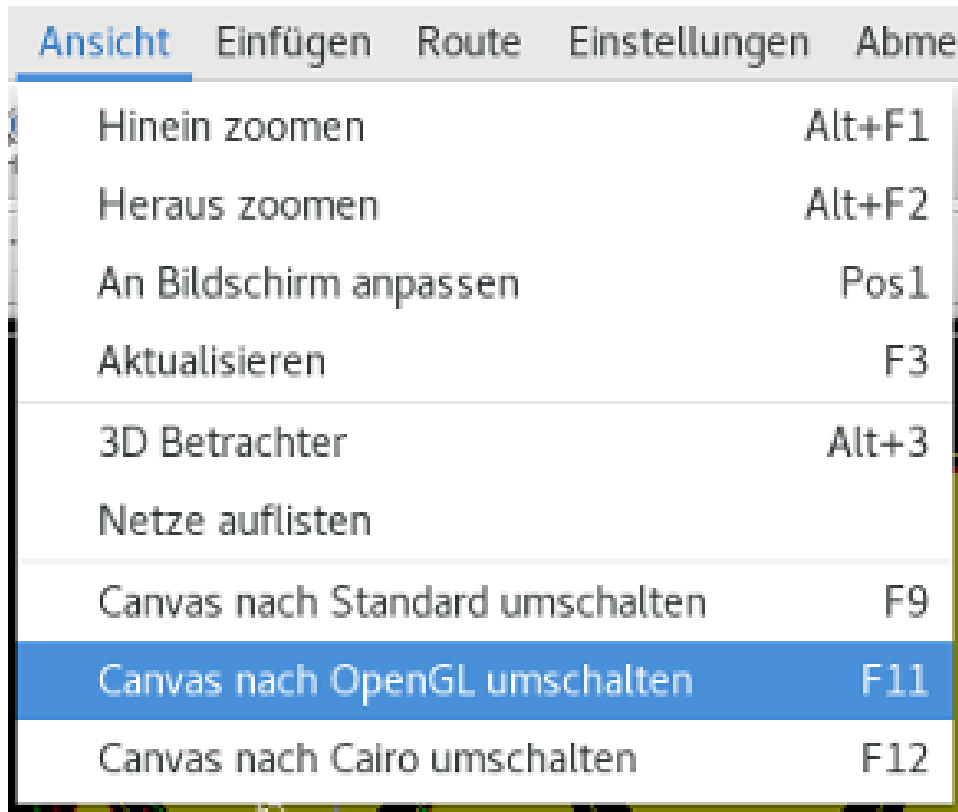 Ansicht Einfügen Route Einstellungen Abme
Hinein zoomen Alt+F1
Heraus zoomen Alt+F2
An Bildschirm anpassen Pos1
Aktualisieren F3
3D Betrachter Alt+3
Netze auflisten
Canvas nach Standard umschalten F9
Canvas nach OpenGL umschalten F11
Canvas nach Cairo umschalten F12